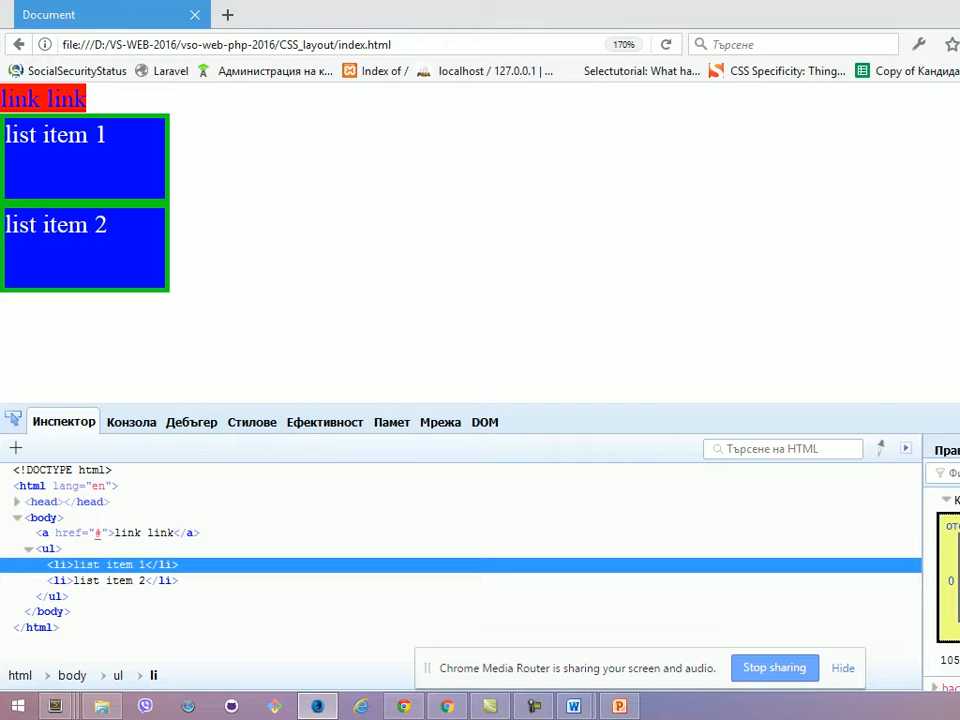 Document
file:///D:/VS-WEB-2016/vso-web-php-2016/CSS_layout/index.html
170%
Търсене
SocialSecurityStatus
Laravel
Администрация на к...
Index of /
localhost / 127.0.0.1 | ...
Selectutorial: What ha...
CSS Specificity: Thing...
Copy of Кандида
link link
list item 1
list item 2
Инспектор
Конзола
Дебъгер
Стилове
Ефективност
Памет
Мрежа
DOM
Търсене на HTML
Пра
<!DOCTYPE html>
<html lang="en">
<head></head>
<body>
<a href="#">link link</a>
<ul>
<li>list item 1</li>
<li>list item 2</li>
</ul>
</body>
</html>
Фи
К
ОТС
0
105
bac
html
body
ul
li
Chrome Media Router is sharing your screen and audio.
Stop sharing
Hide